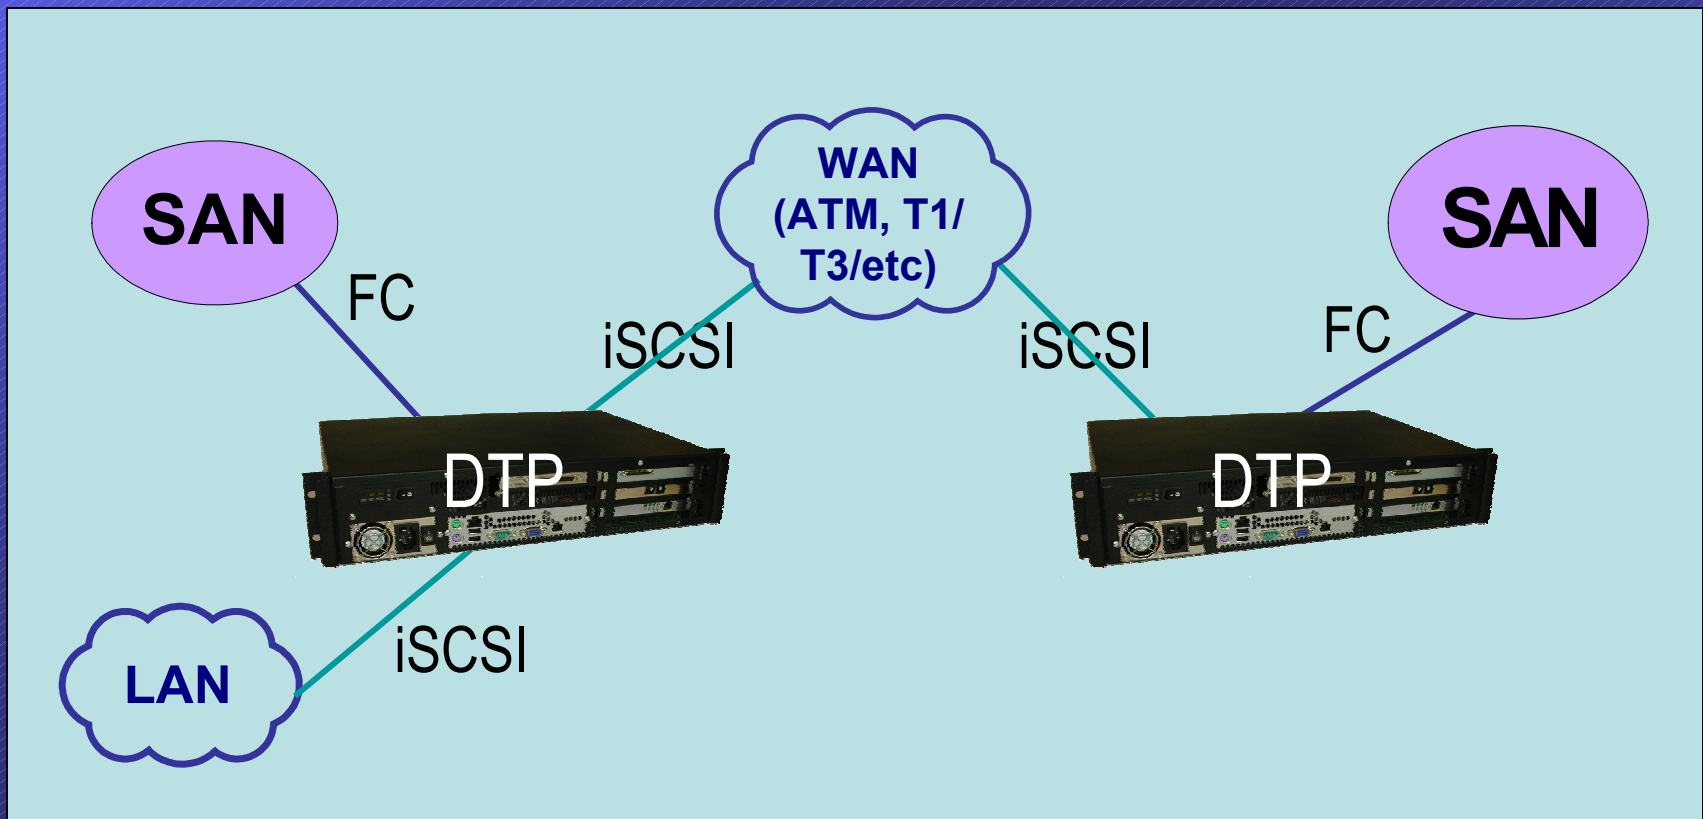 WAN
(ATM, T1/
T3/etc)
SAN
SAN
FC
iSCSI
iSCSI
FC
DTP
DTP
iSCSI
LAN